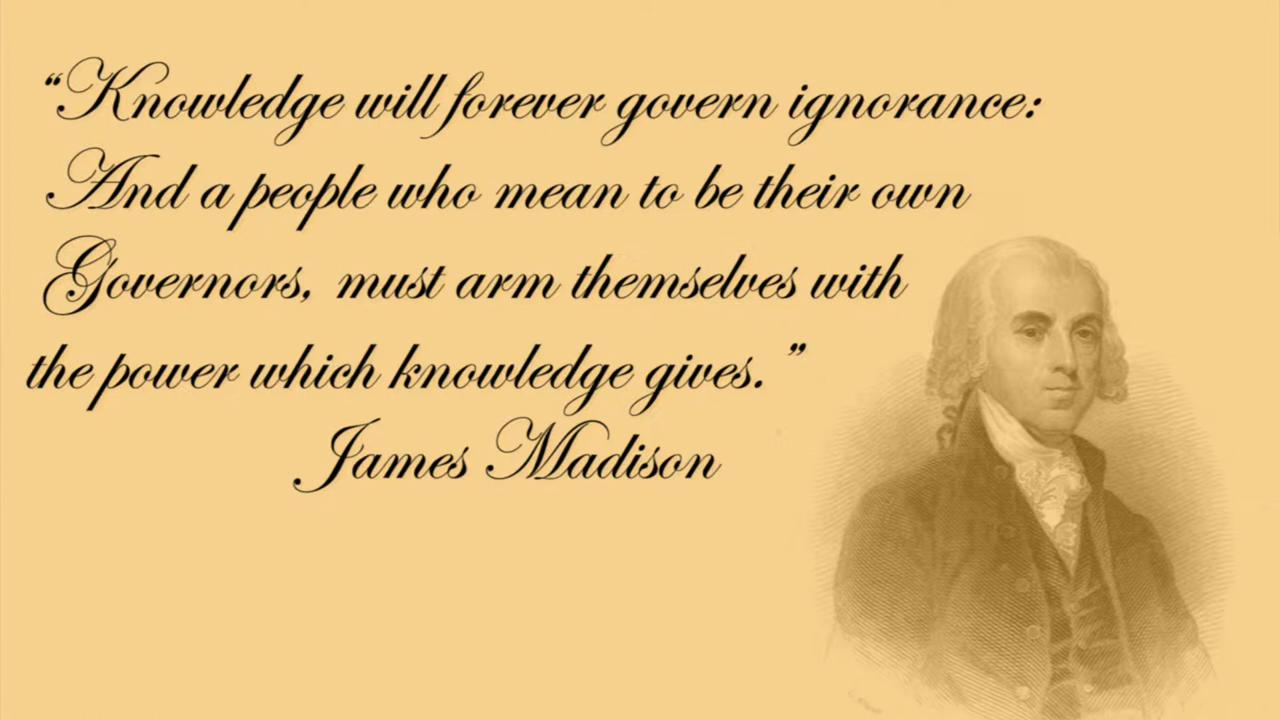 “Knowledge will forever govern ignorance:
And a people who mean to be their own
Governors, must arm themselves with
the power which knowledge gives.”
James Madison